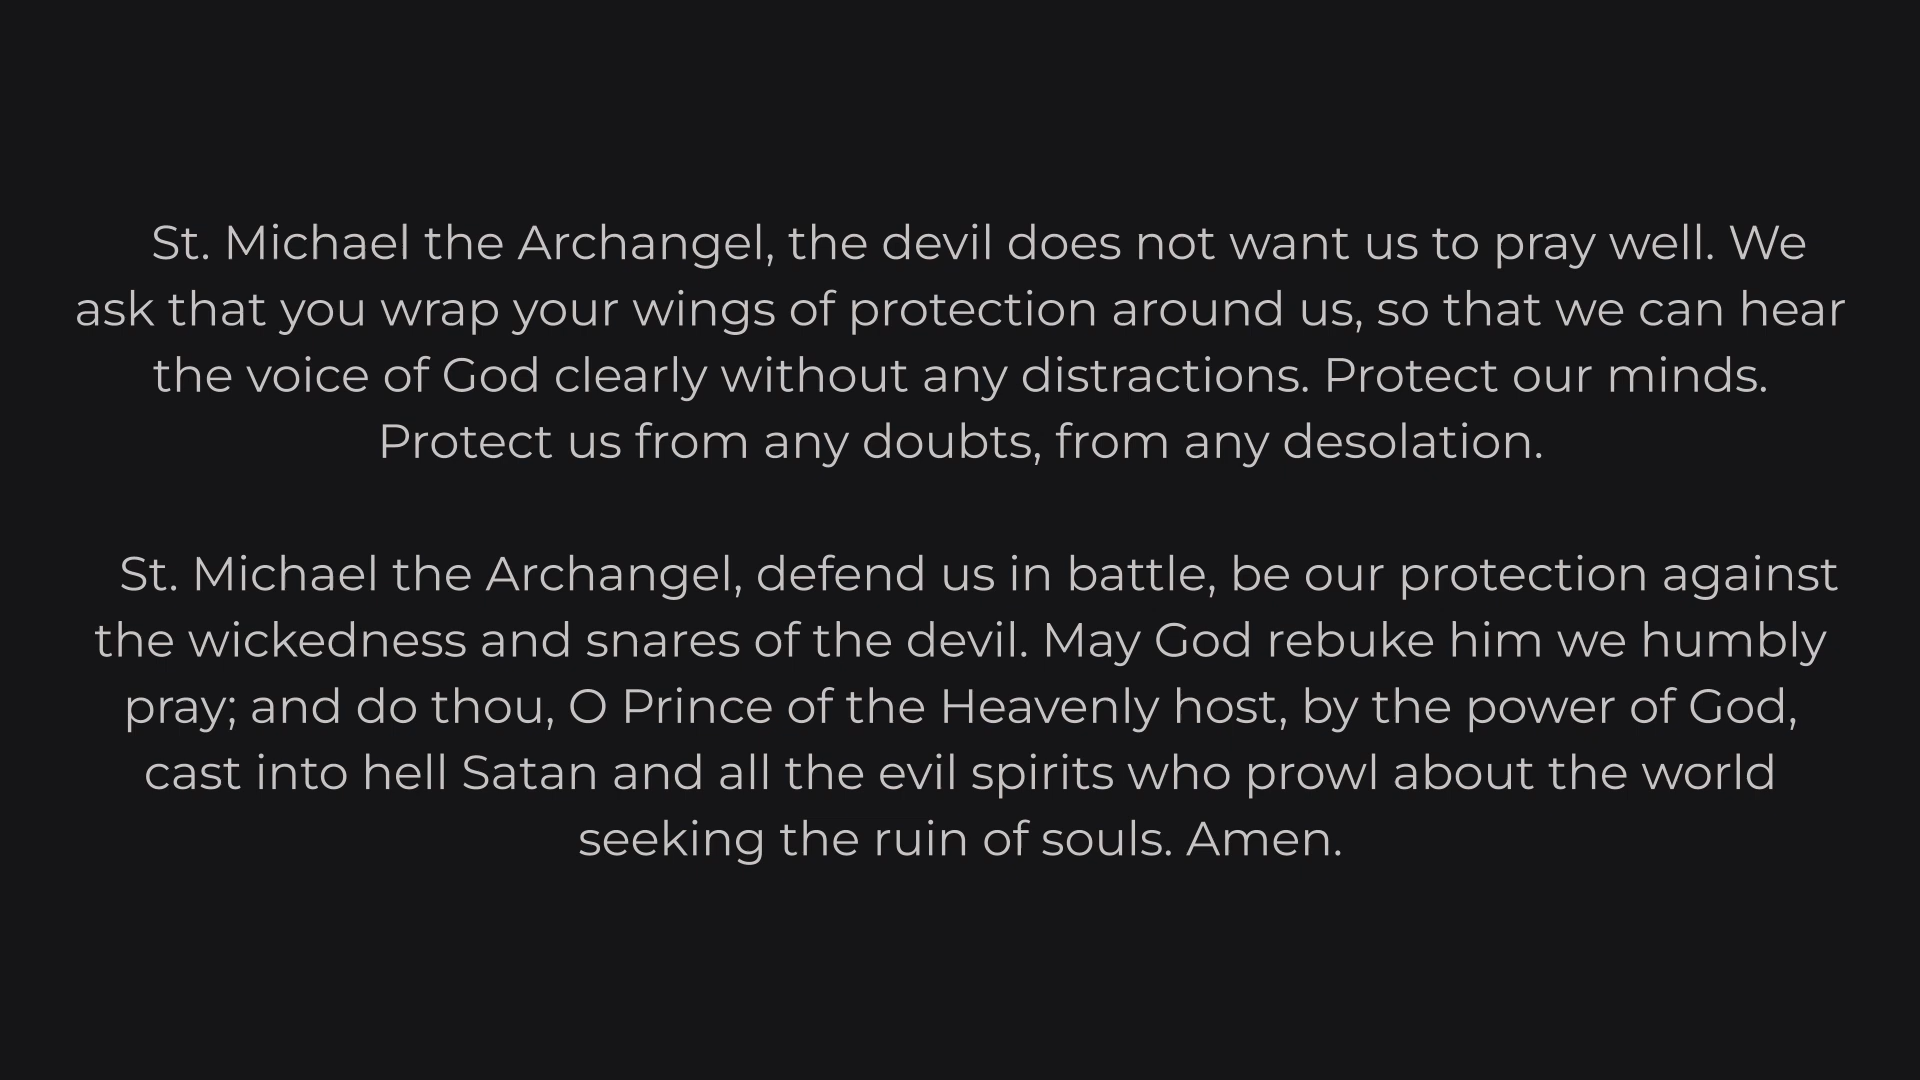 St. Michael the Archangel, the devil does not want us to pray well. We
ask that you wrap your wings of protection around us, so that we can hear
the voice of God clearly without any distractions. Protect our minds.
Protect us from any doubts, from any desolation.
St. Michael the Archangel, defend us in battle, be our protection against
the wickedness and snares of the devil. May God rebuke him we humbly
pray; and do thou, O Prince of the Heavenly host, by the power of God,
cast into hell Satan and all the evil spirits who prowl about the world
seeking the ruin of souls. Amen.